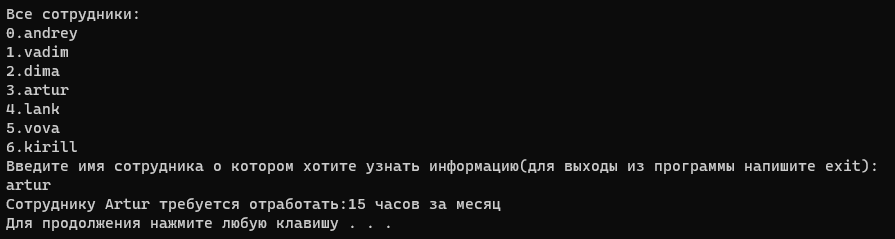 Все сотрудники:
0.andrey
1.vadim
2.dima
3.artur
4.lank
5.vova
6.kirill
Введите имя сотрудника о котором хотите узнать информацию(для выходы из программы напишите exit):
artur
Сотруднику Artur требуется отработать:15 часов за месяц
Для продолжения нажмите любую клавишу . . .